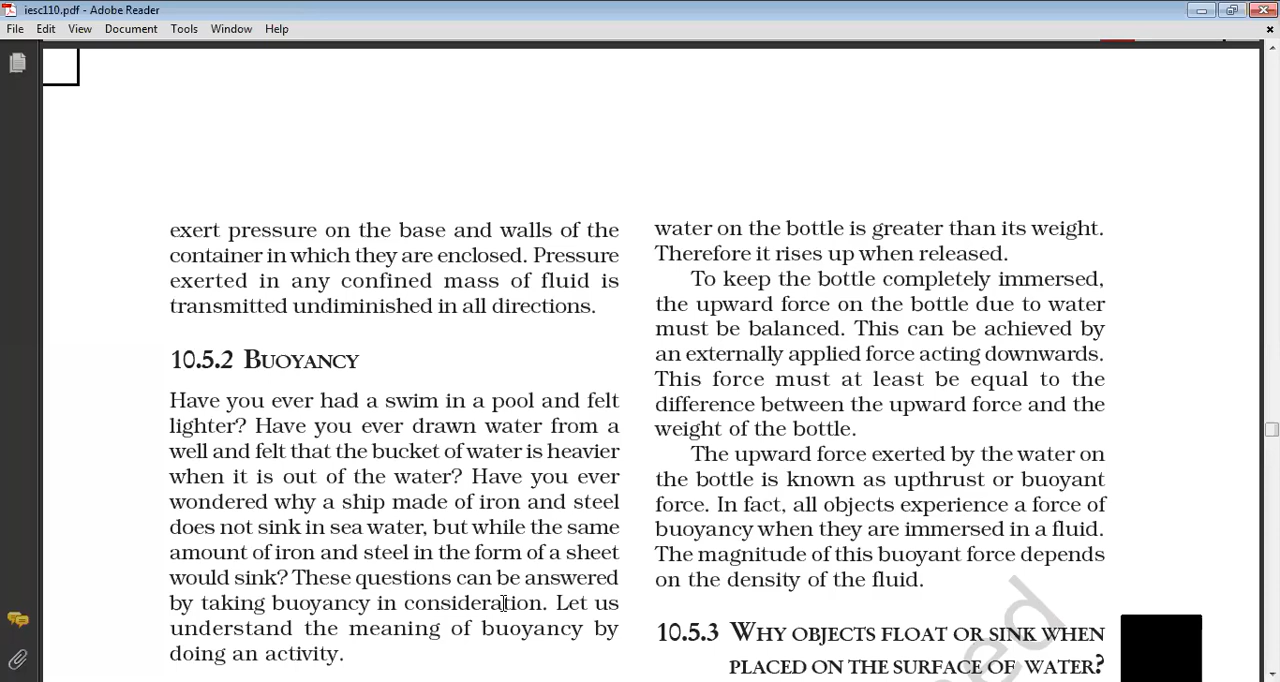 iesc110.pdf - Adobe Reader
File Edit View Document Tools Window Help
exert pressure on the base and walls of the
container in which they are enclosed. Pressure
exerted in any confined mass of fluid is
transmitted undiminished in all directions.
10.5.2 BUOYANCY
Have you ever had a swim in a pool and felt
lighter? Have you ever drawn water from a
well and felt that the bucket of water is heavier
when it is out of the water? Have you ever
wondered why a ship made of iron and steel
does not sink in sea water, but while the same
amount of iron and steel in the form of a sheet
would sink? These questions can be answered
by taking buoyancy in consideration. Let us
understand the meaning of buoyancy by
doing an activity.
water on the bottle is greater than its weight.
Therefore it rises up when released.
To keep the bottle completely immersed,
the upward force on the bottle due to water
must be balanced. This can be achieved by
an externally applied force acting downwards.
This force must at least be equal to the
difference between the upward force and the
weight of the bottle.
The upward force exerted by the water on
the bottle is known as upthrust or buoyant
force. In fact, all objects experience a force of
buoyancy when they are immersed in a fluid.
The magnitude of this buoyant force depends
on the density of the fluid.
10.5.3 WHY OBJECTS FLOAT OR SINK WHEN
PLACED ON THE SURFACE OF WATER?